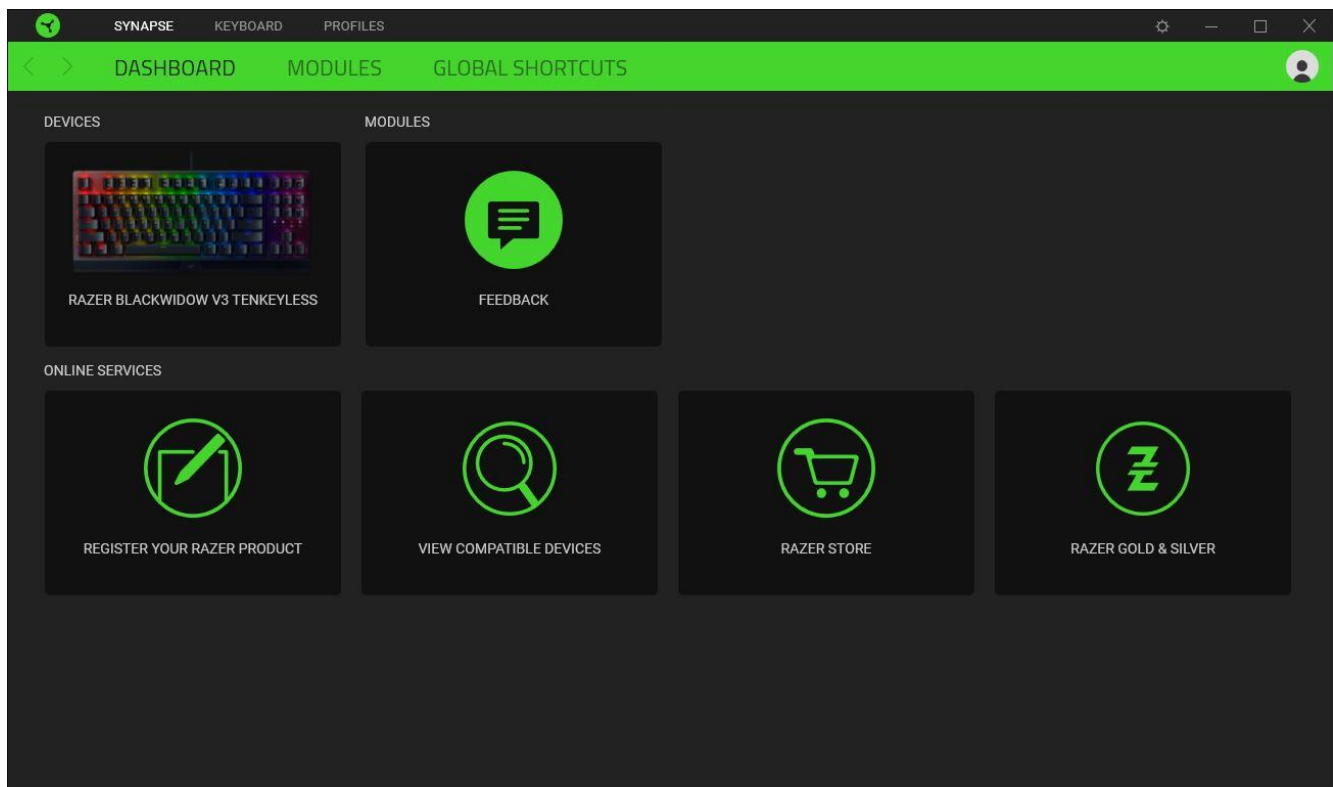 SYNAPSE KEYBOARD PROFILES
DASHBOARD MODULES GLOBAL SHORTCUTS
DEVICES MODULES
RAZER BLACKWIDOW V3 TENKEYLESS FEEDBACK
ONLINE SERVICES
REGISTER YOUR RAZER PRODUCT VIEW COMPATIBLE DEVICES RAZER STORE RAZER GOLD & SILVER